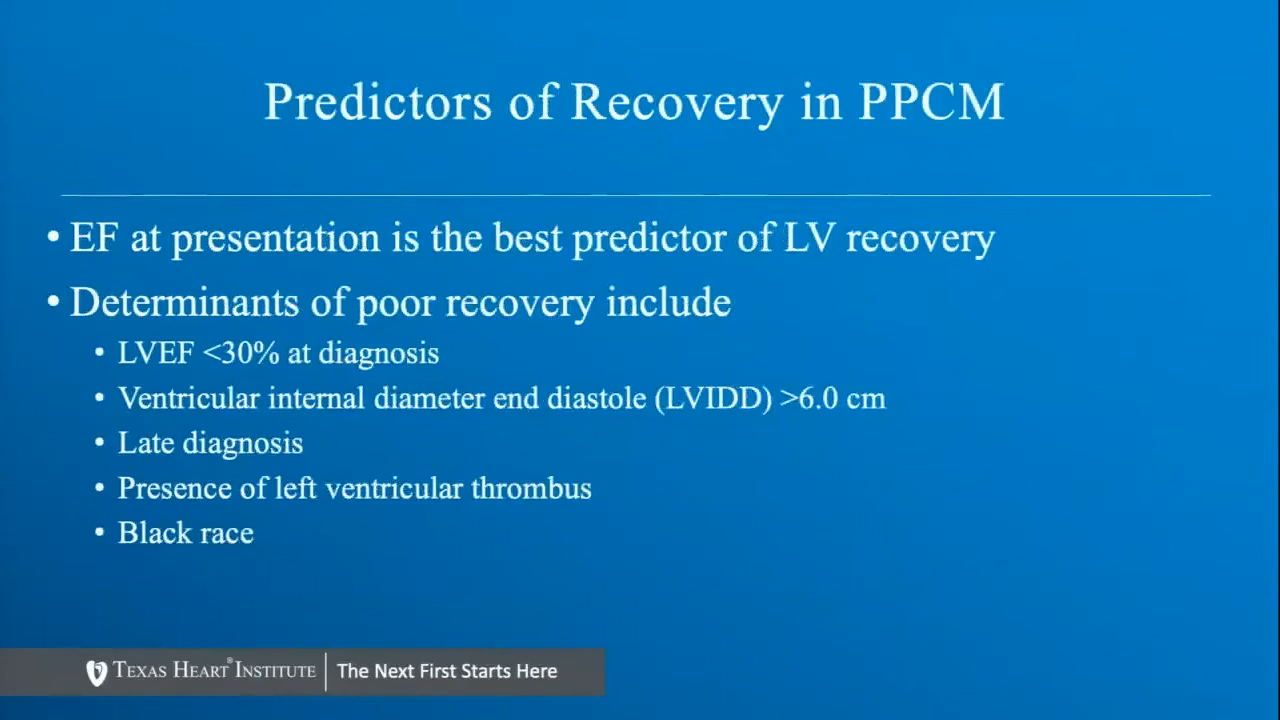 Predictors of Recovery in PPCM
• EF at presentation is the best predictor of LV recovery
• Determinants of poor recovery include
• LVEF <30% at diagnosis
• Ventricular internal diameter end diastole (LVIDD) >6.0 cm
• Late diagnosis
• Presence of left ventricular thrombus
• Black race
TEXAS HEART® INSTITUTE | The Next First Starts Here